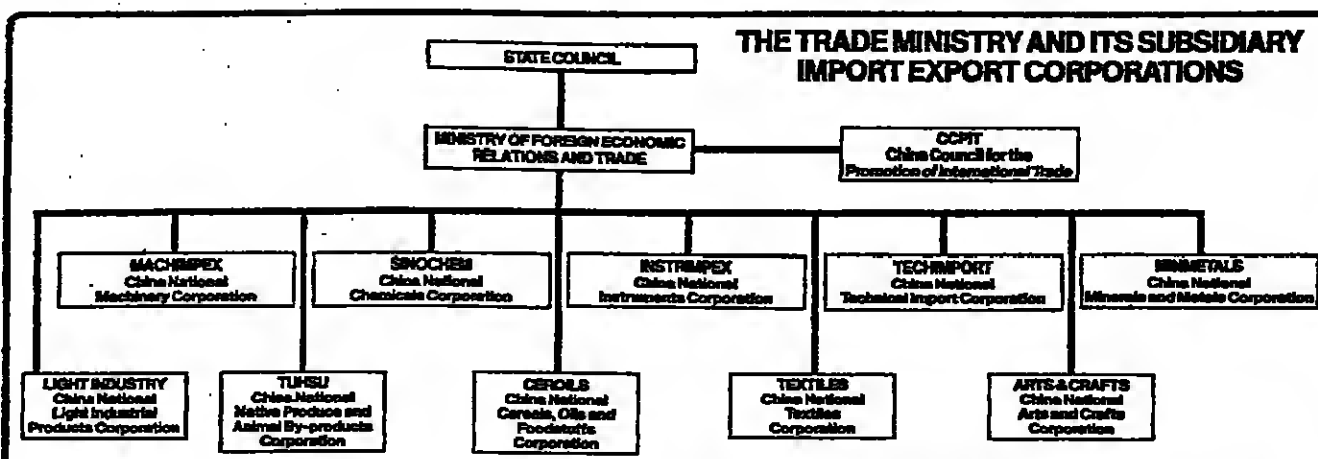 THE TRADE MINISTRY AND ITS SUBSIDIARY
IMPORT EXPORT CORPORATIONS
STATE COUNCIL
MINISTRY OF FOREIGN ECONOMIC
RELATIONS AND TRADE
CCPIT
China Council for the
Promotion of International Trade
MACHIMPEX
China National
Machinery Corporation
SINOCHEM
China National
Chemicals Corporation
INSTRIMPEX
China National
Instruments Corporation
TECHIMPORT
China National
Technical Import Corporation
MINMETALS
China National
Minerals and Metals Corporation
LIGHT INDUSTRY
China National
Light Industrial
Products Corporation
TUHSU
China National
Native Produce and
Animal By-products
Corporation
CEROILS
China National
Cereals, Oils and
Foodstuffs
Corporation
TEXTILES
China National
Textiles
Corporation
ARTS & CRAFTS
China National
Arts and Crafts
Corporation